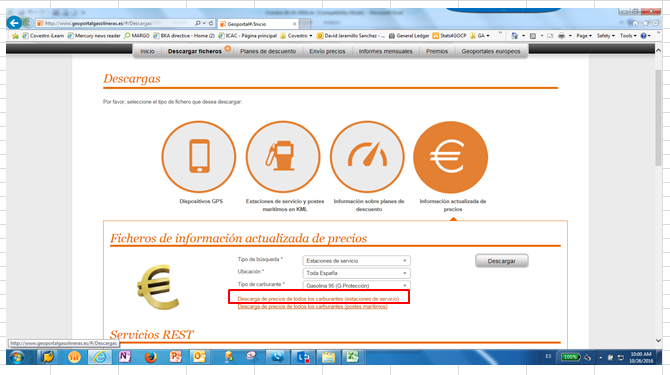 http://www.geoportalgasolineras.es/#/Descargas
Geoportal#/Inicio
Covestro iLearn
Mercury news reader
MARGO
BKA directive - Home
ICAC - Página principal
Covestro
David Jaramillo Sanchez - ...
General Ledger
Stats4GOCP
GA
Page
Safety
Tools
Inicio
Descargar ficheros
Planes de descuento
Envío precios
Informes mensuales
Premios
Geoportales europeos
Descargas
Por favor, seleccione el tipo de fichero que desea descargar:
Dispositivos GPS
Estaciones de servicio y postes
marítimos en KML
Información sobre planes de
descuento
Información actualizada de
precios
Ficheros de información actualizada de precios
Tipo de búsqueda *
Estaciones de servicio
Descargar
Ubicación *
Toda España
Tipo de carburante *
Gasolina 95 (G.Protección)
Descarga de precios de todos los carburantes (estaciones de servicio)
Descarga de precios de todos los carburantes (postes marítimos)
Servicios REST
http://www.geoportalgasolineras.es/#/Descargas
ES
100%
10:00 AM
10/26/2016